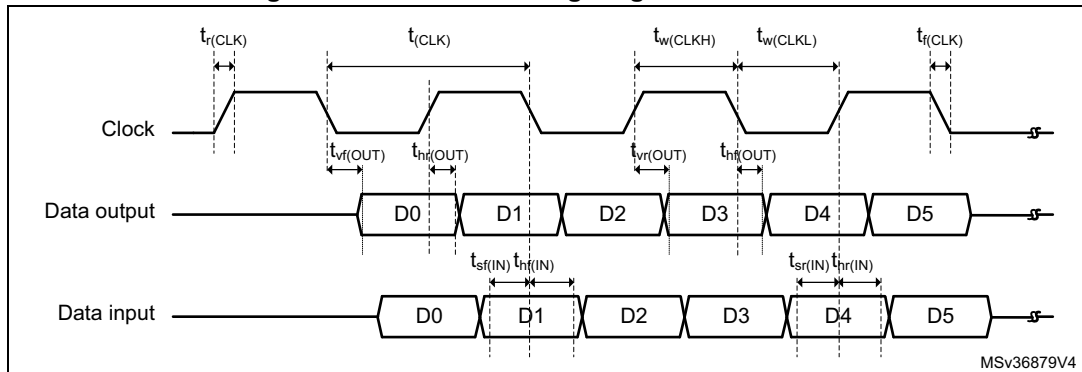 tr(CLK) t(CLK) tw(CLKH) tw(CLKL) tf(CLK)
Clock
tvf(OUT) thr(OUT) tvr(OUT) thf(OUT)
Data output D0 D1 D2 D3 D4 D5
tsf(IN) thf(IN) tsr(IN) thr(IN)
Data input D0 D1 D2 D3 D4 D5
MSv36879V4